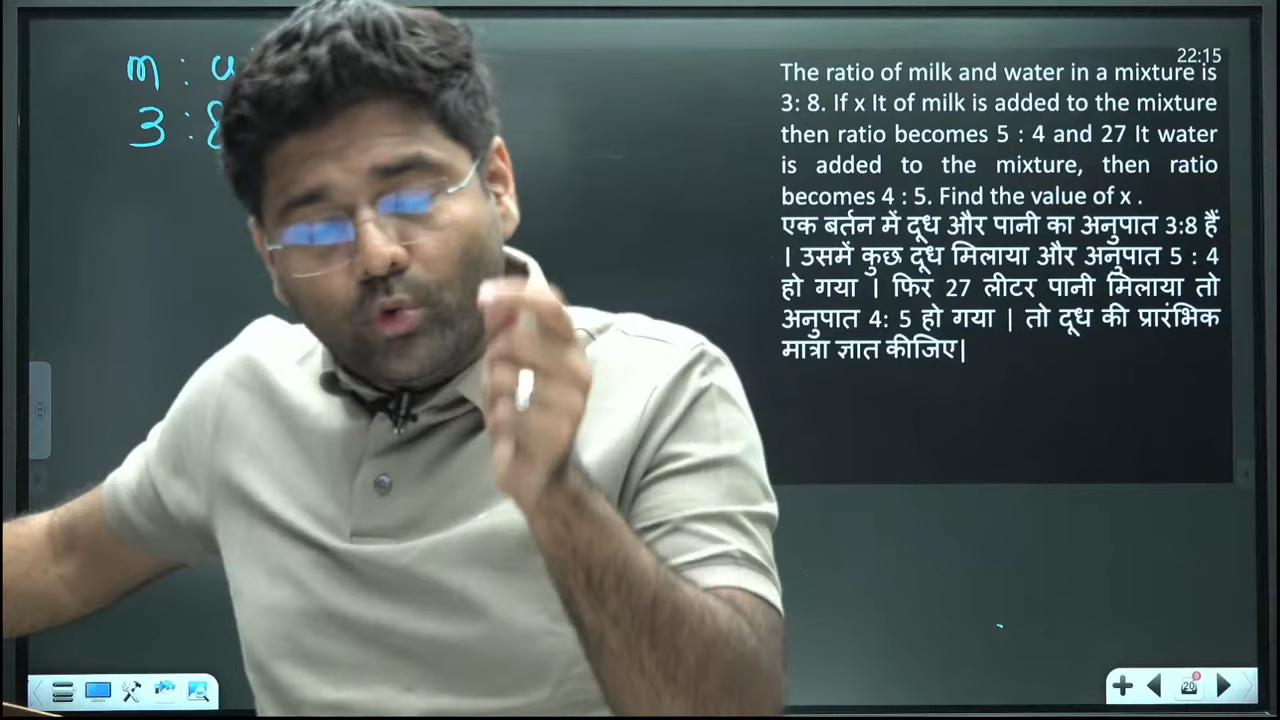 m :
3 :
22:15
The ratio of milk and water in a mixture is
3: 8. If x lt of milk is added to the mixture
then ratio becomes 5 : 4 and 27 lt water
is added to the mixture, then ratio
becomes 4 : 5. Find the value of x .
एक बर्तन में दूध और पानी का अनुपात 3:8 हैं
। उसमें कुछ दूध मिलाया और अनुपात 5 : 4
हो गया । फिर 27 लीटर पानी मिलाया तो
अनुपात 4: 5 हो गया | तो दूध की प्रारंभिक
मात्रा ज्ञात कीजिए|
20